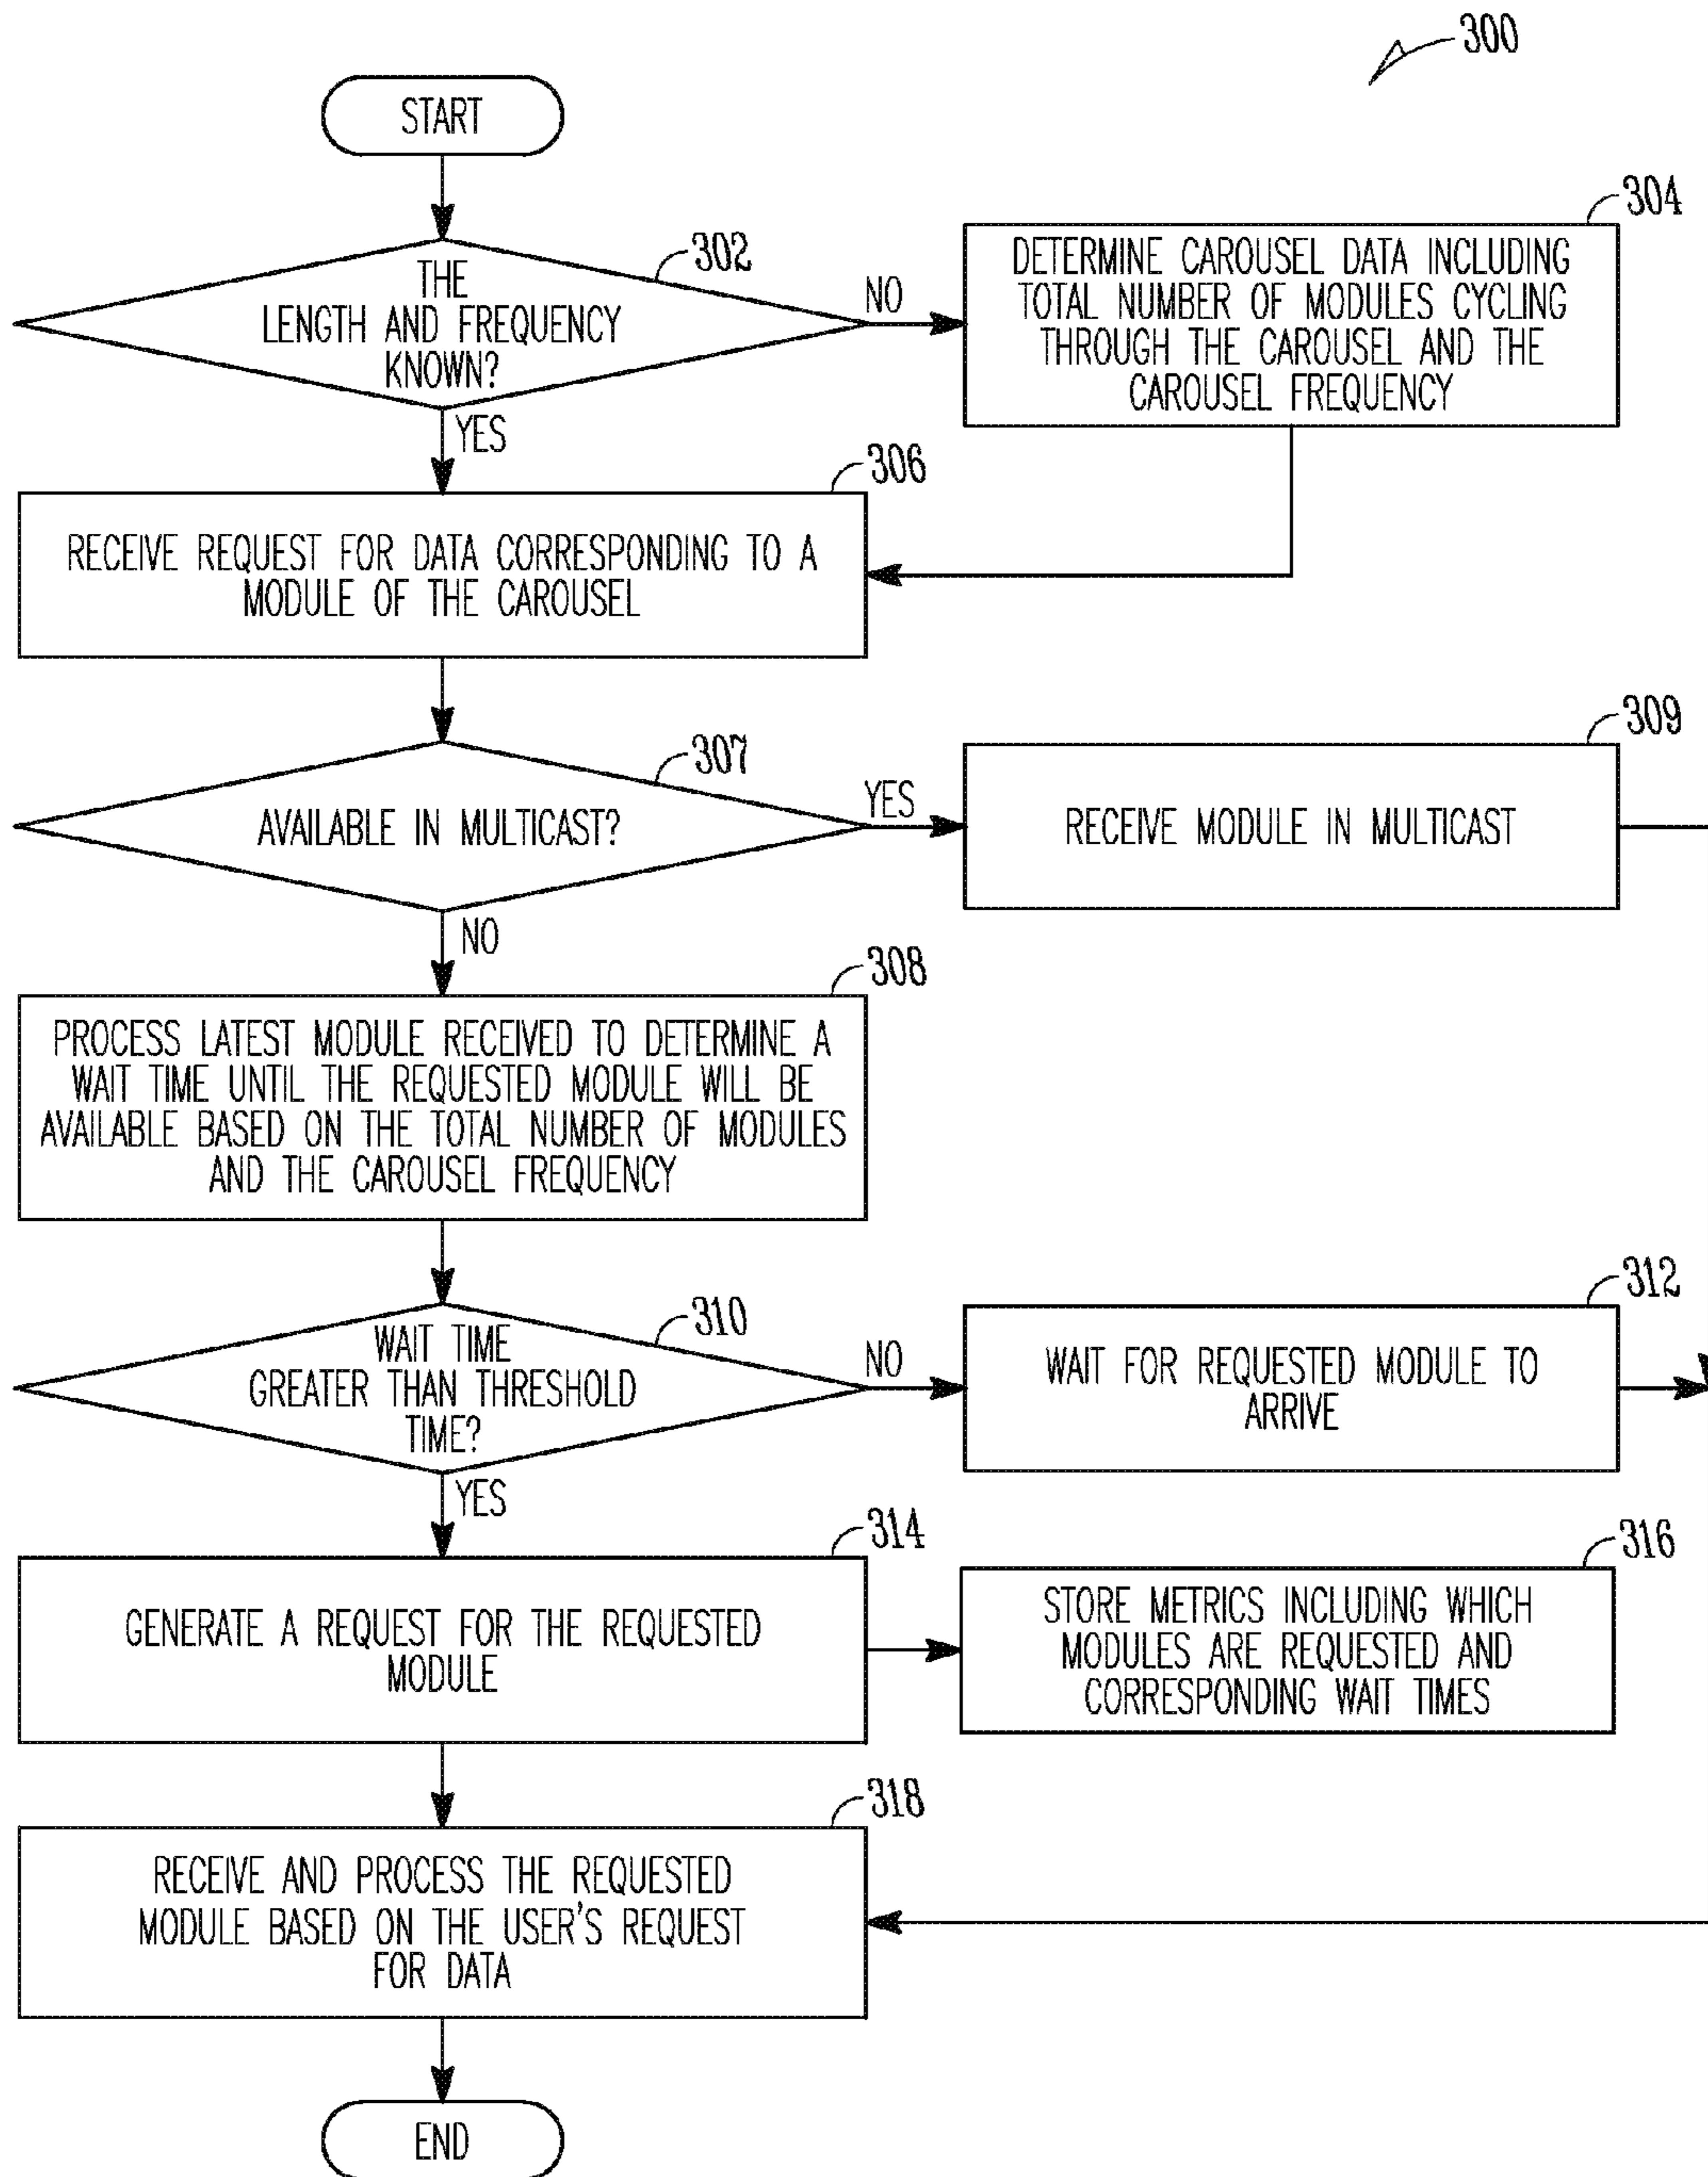 300
START
302
THE
LENGTH AND FREQUENCY
KNOWN?
NO
YES
304
DETERMINE CAROUSEL DATA INCLUDING
TOTAL NUMBER OF MODULES CYCLING
THROUGH THE CAROUSEL AND THE
CAROUSEL FREQUENCY
306
RECEIVE REQUEST FOR DATA CORRESPONDING TO A
MODULE OF THE CAROUSEL
307
AVAILABLE IN MULTICAST?
YES
NO
309
RECEIVE MODULE IN MULTICAST
308
PROCESS LATEST MODULE RECEIVED TO DETERMINE A
WAIT TIME UNTIL THE REQUESTED MODULE WILL BE
AVAILABLE BASED ON THE TOTAL NUMBER OF MODULES
AND THE CAROUSEL FREQUENCY
310
WAIT TIME
GREATER THAN THRESHOLD
TIME?
NO
YES
312
WAIT FOR REQUESTED MODULE TO
ARRIVE
314
GENERATE A REQUEST FOR THE REQUESTED
MODULE
316
STORE METRICS INCLUDING WHICH
MODULES ARE REQUESTED AND
CORRESPONDING WAIT TIMES
318
RECEIVE AND PROCESS THE REQUESTED
MODULE BASED ON THE USER'S REQUEST
FOR DATA
END